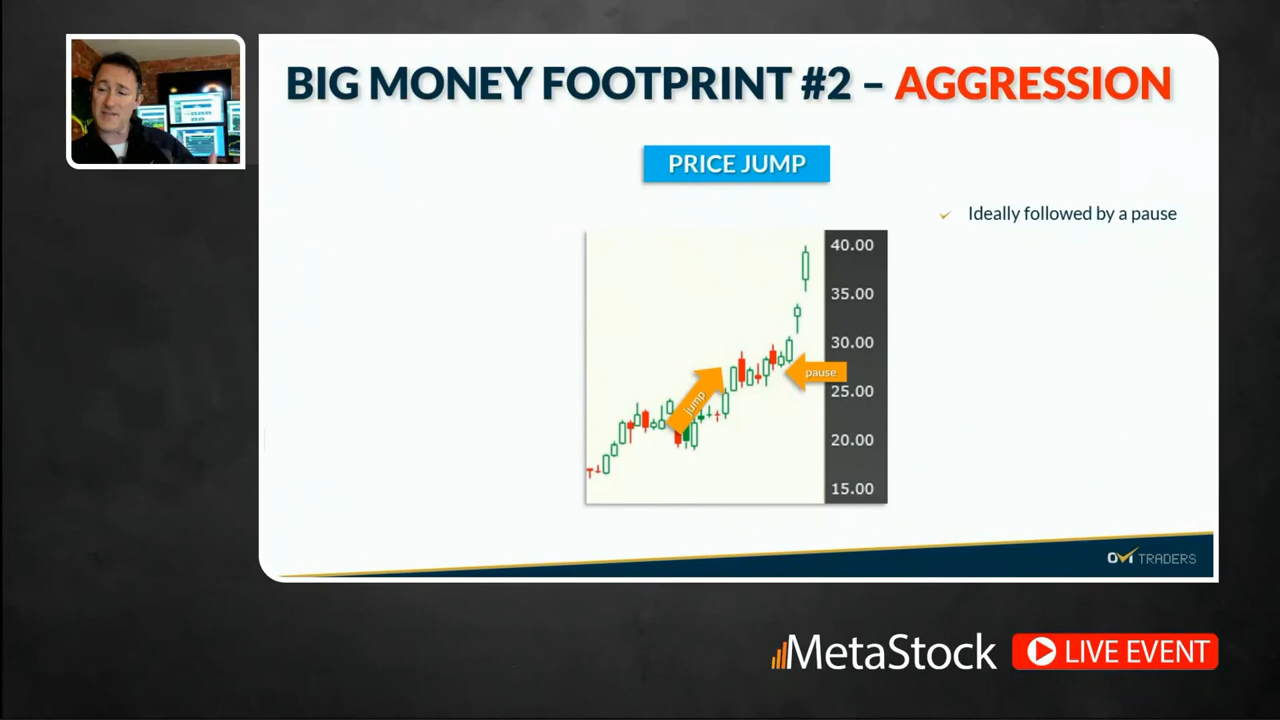 BIG MONEY FOOTPRINT #2 – AGGRESSION
PRICE JUMP
Ideally followed by a pause
40.00
35.00
30.00
25.00
20.00
15.00
jump
pause
OVI TRADERS
MetaStock
LIVE EVENT